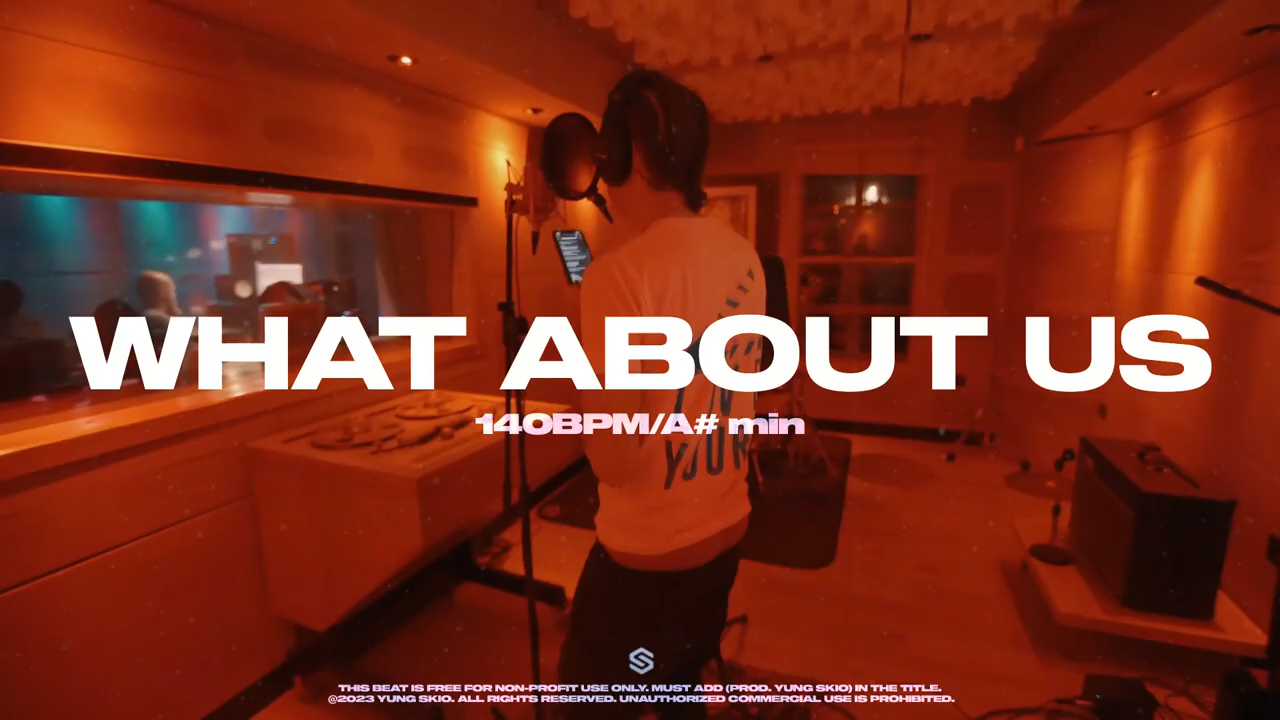 WHAT ABOUT US
140BPM/A# min
YOUR
THIS BEAT IS FREE FOR NON-PROFIT USE ONLY. MUST ADD (PROD. YUNG SKIO) IN THE TITLE.
@2023 YUNG SKIO. ALL RIGHTS RESERVED. UNAUTHORIZED COMMERCIAL USE IS PROHIBITED.